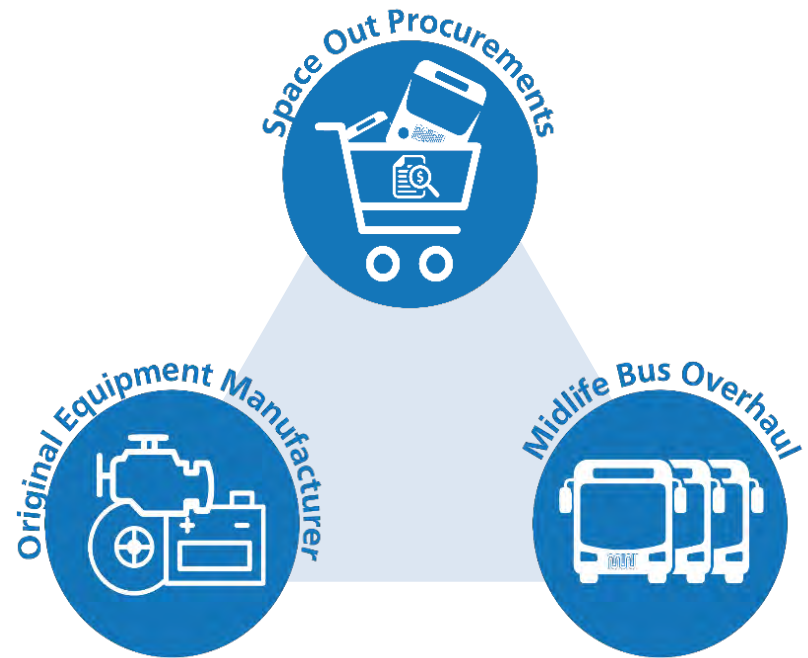 Space Out Procurements
$
Original Equipment Manufacturer
Midlife Bus Overhaul